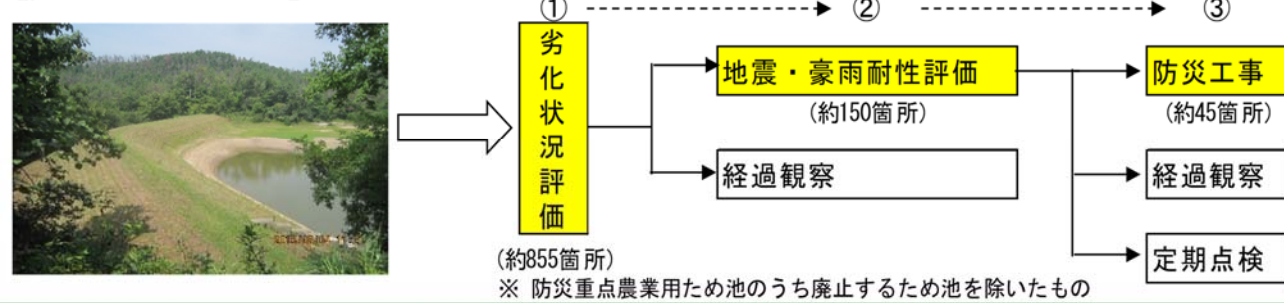 ① ② ③
劣化状況評価
(約855箇所)
地震・豪雨耐性評価
(約150箇所)
経過観察
防災工事
(約45箇所)
経過観察
定期点検
※ 防災重点農業用ため池のうち廃止するため池を除いたもの